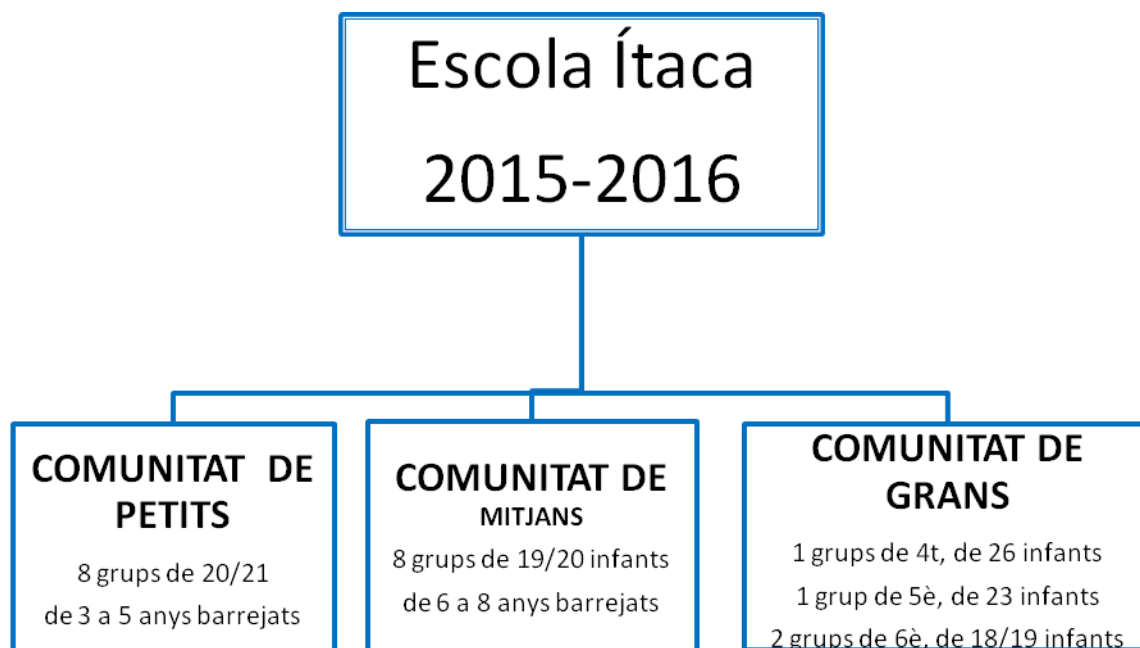 Escola Ítaca
2015-2016
COMUNITAT DE
PETITS
8 grups de 20/21
de 3 a 5 anys barrejats
COMUNITAT DE
MITJANS
8 grups de 19/20 infants
de 6 a 8 anys barrejats
COMUNITAT DE
GRANS
1 grups de 4t, de 26 infants
1 grup de 5è, de 23 infants
2 grups de 6è, de 18/19 infants